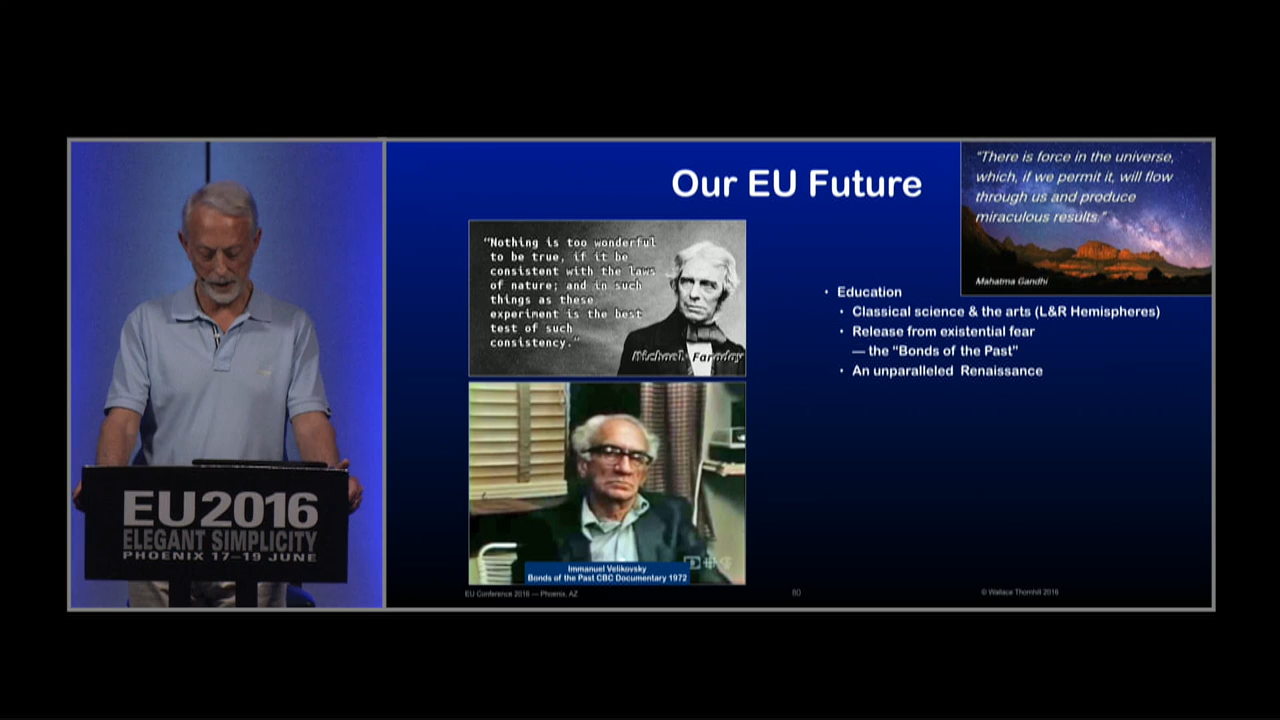 Our EU Future
"There is force in the universe,
which, if we permit it, will flow
through us and produce
miraculous results."
Mahatma Gandhi
"Nothing is too wonderful
to be true, if it be
consistent with the laws
of nature; and in such
things as these
experiment is the best
test of such
consistency."
Michael Faraday
• Education
• Classical science & the arts (L&R Hemispheres)
• Release from existential fear
— the "Bonds of the Past"
• An unparalleled Renaissance
Immanuel Velikovsky
Bonds of the Past CBC Documentary 1972
EU Conference 2016 — Phoenix, AZ
80
© Wallace Thornhill 2016
EU2016
ELEGANT SIMPLICITY
PHOENIX 17–19 JUNE